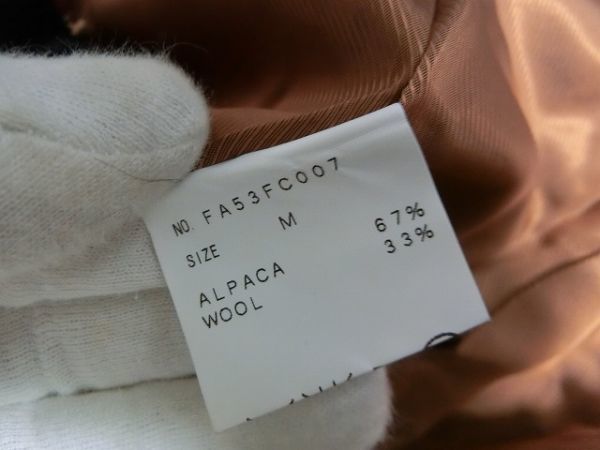 NO. FA53FC007
SIZE M
ALPACA 67%
WOOL 33%